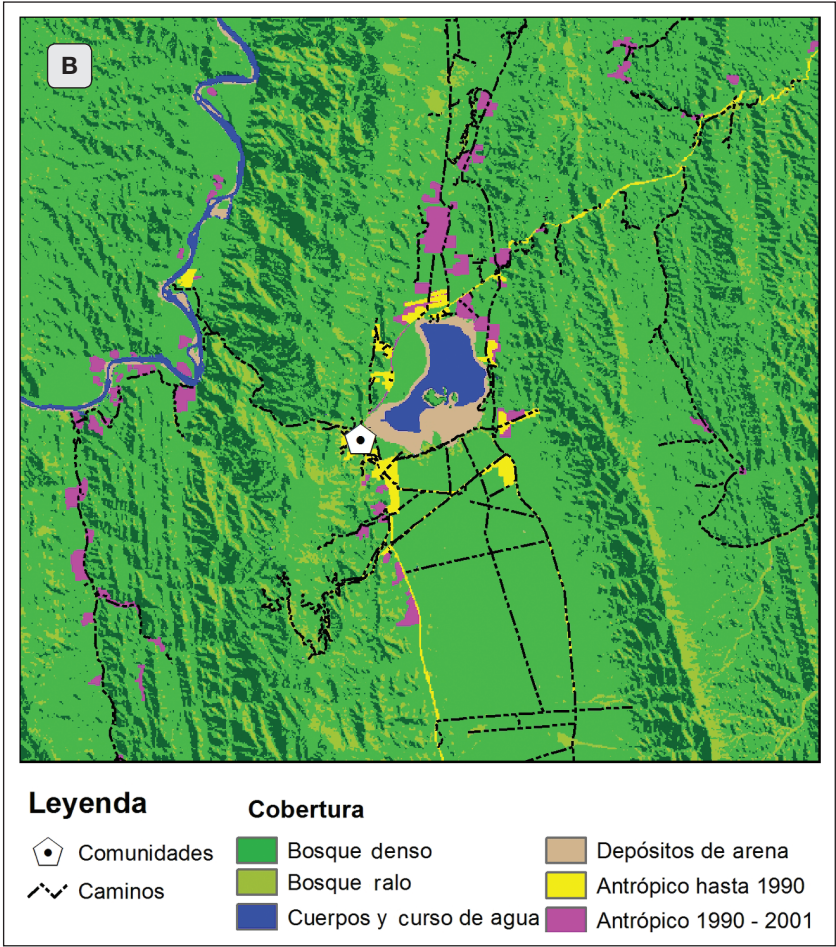 B
Leyenda
Comunidades
Caminos
Cobertura
Bosque denso
Bosque ralo
Cuerpos y curso de agua
Depósitos de arena
Antrópico hasta 1990
Antrópico 1990 - 2001